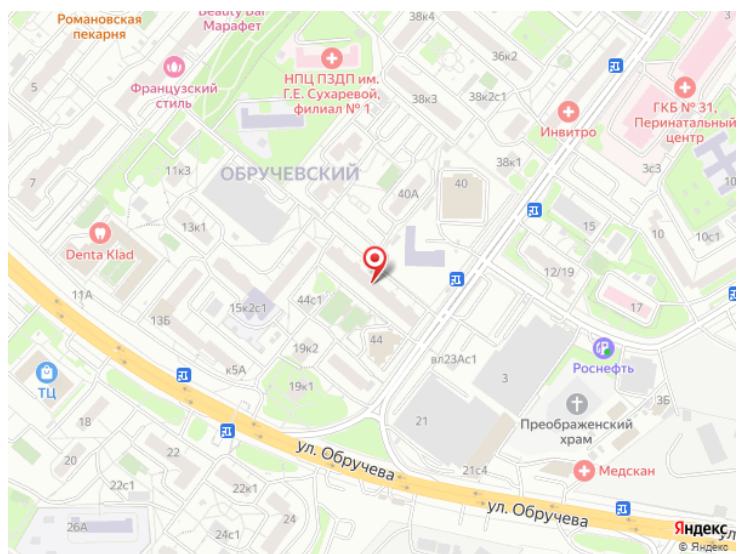 Романовская
пекарня
Beauty Bar
Марафет
38к4
36к2
5
НПЦ ПЗДП им.
Г.Е. Сухаревой,
филиал № 1
Французский
стиль
38к3
38к2с1
ГКБ № 31,
Перинатальный
центр
Инвитро
11к3
38к1
3с3
7
ОБРУЧЕВСКИЙ
40А
40
13к1
15
10
10с1
Denta Klad
12/19
11А
44с1
15к2с1
17
13Б
44
19к2
вл23Ас1
Роснефть
к5А
3
19к1
3Б
ТЦ
18
21
Преображенский
храм
ул. Обручева
20
22
21с4
Медскан
22с1
22к1
ул. Обручева
24
26А
24с1
Яндекс
ул.
© Яндекс